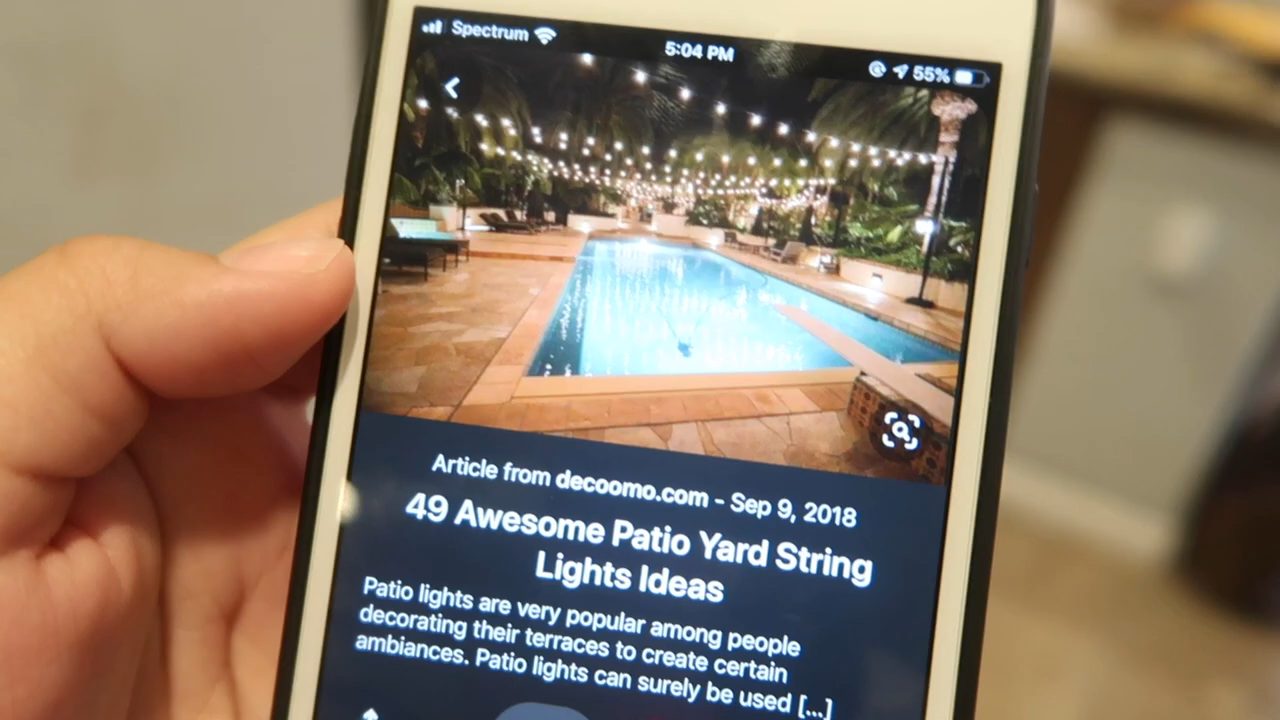 Spectrum 5:04 PM 55%
Article from decoomo.com - Sep 9, 2018
49 Awesome Patio Yard String
Lights Ideas
Patio lights are very popular among people
decorating their terraces to create certain
ambiances. Patio lights can surely be used [...]